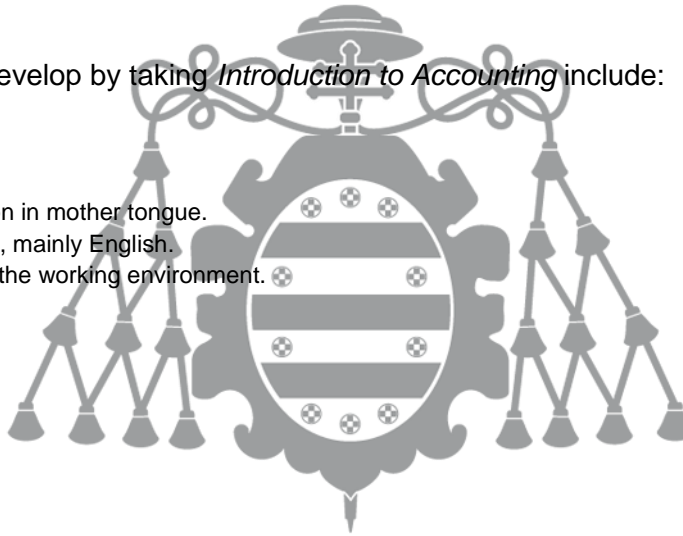 evelop by taking Introduction to Accounting include:
n in mother tongue.
, mainly English.
the working environment.